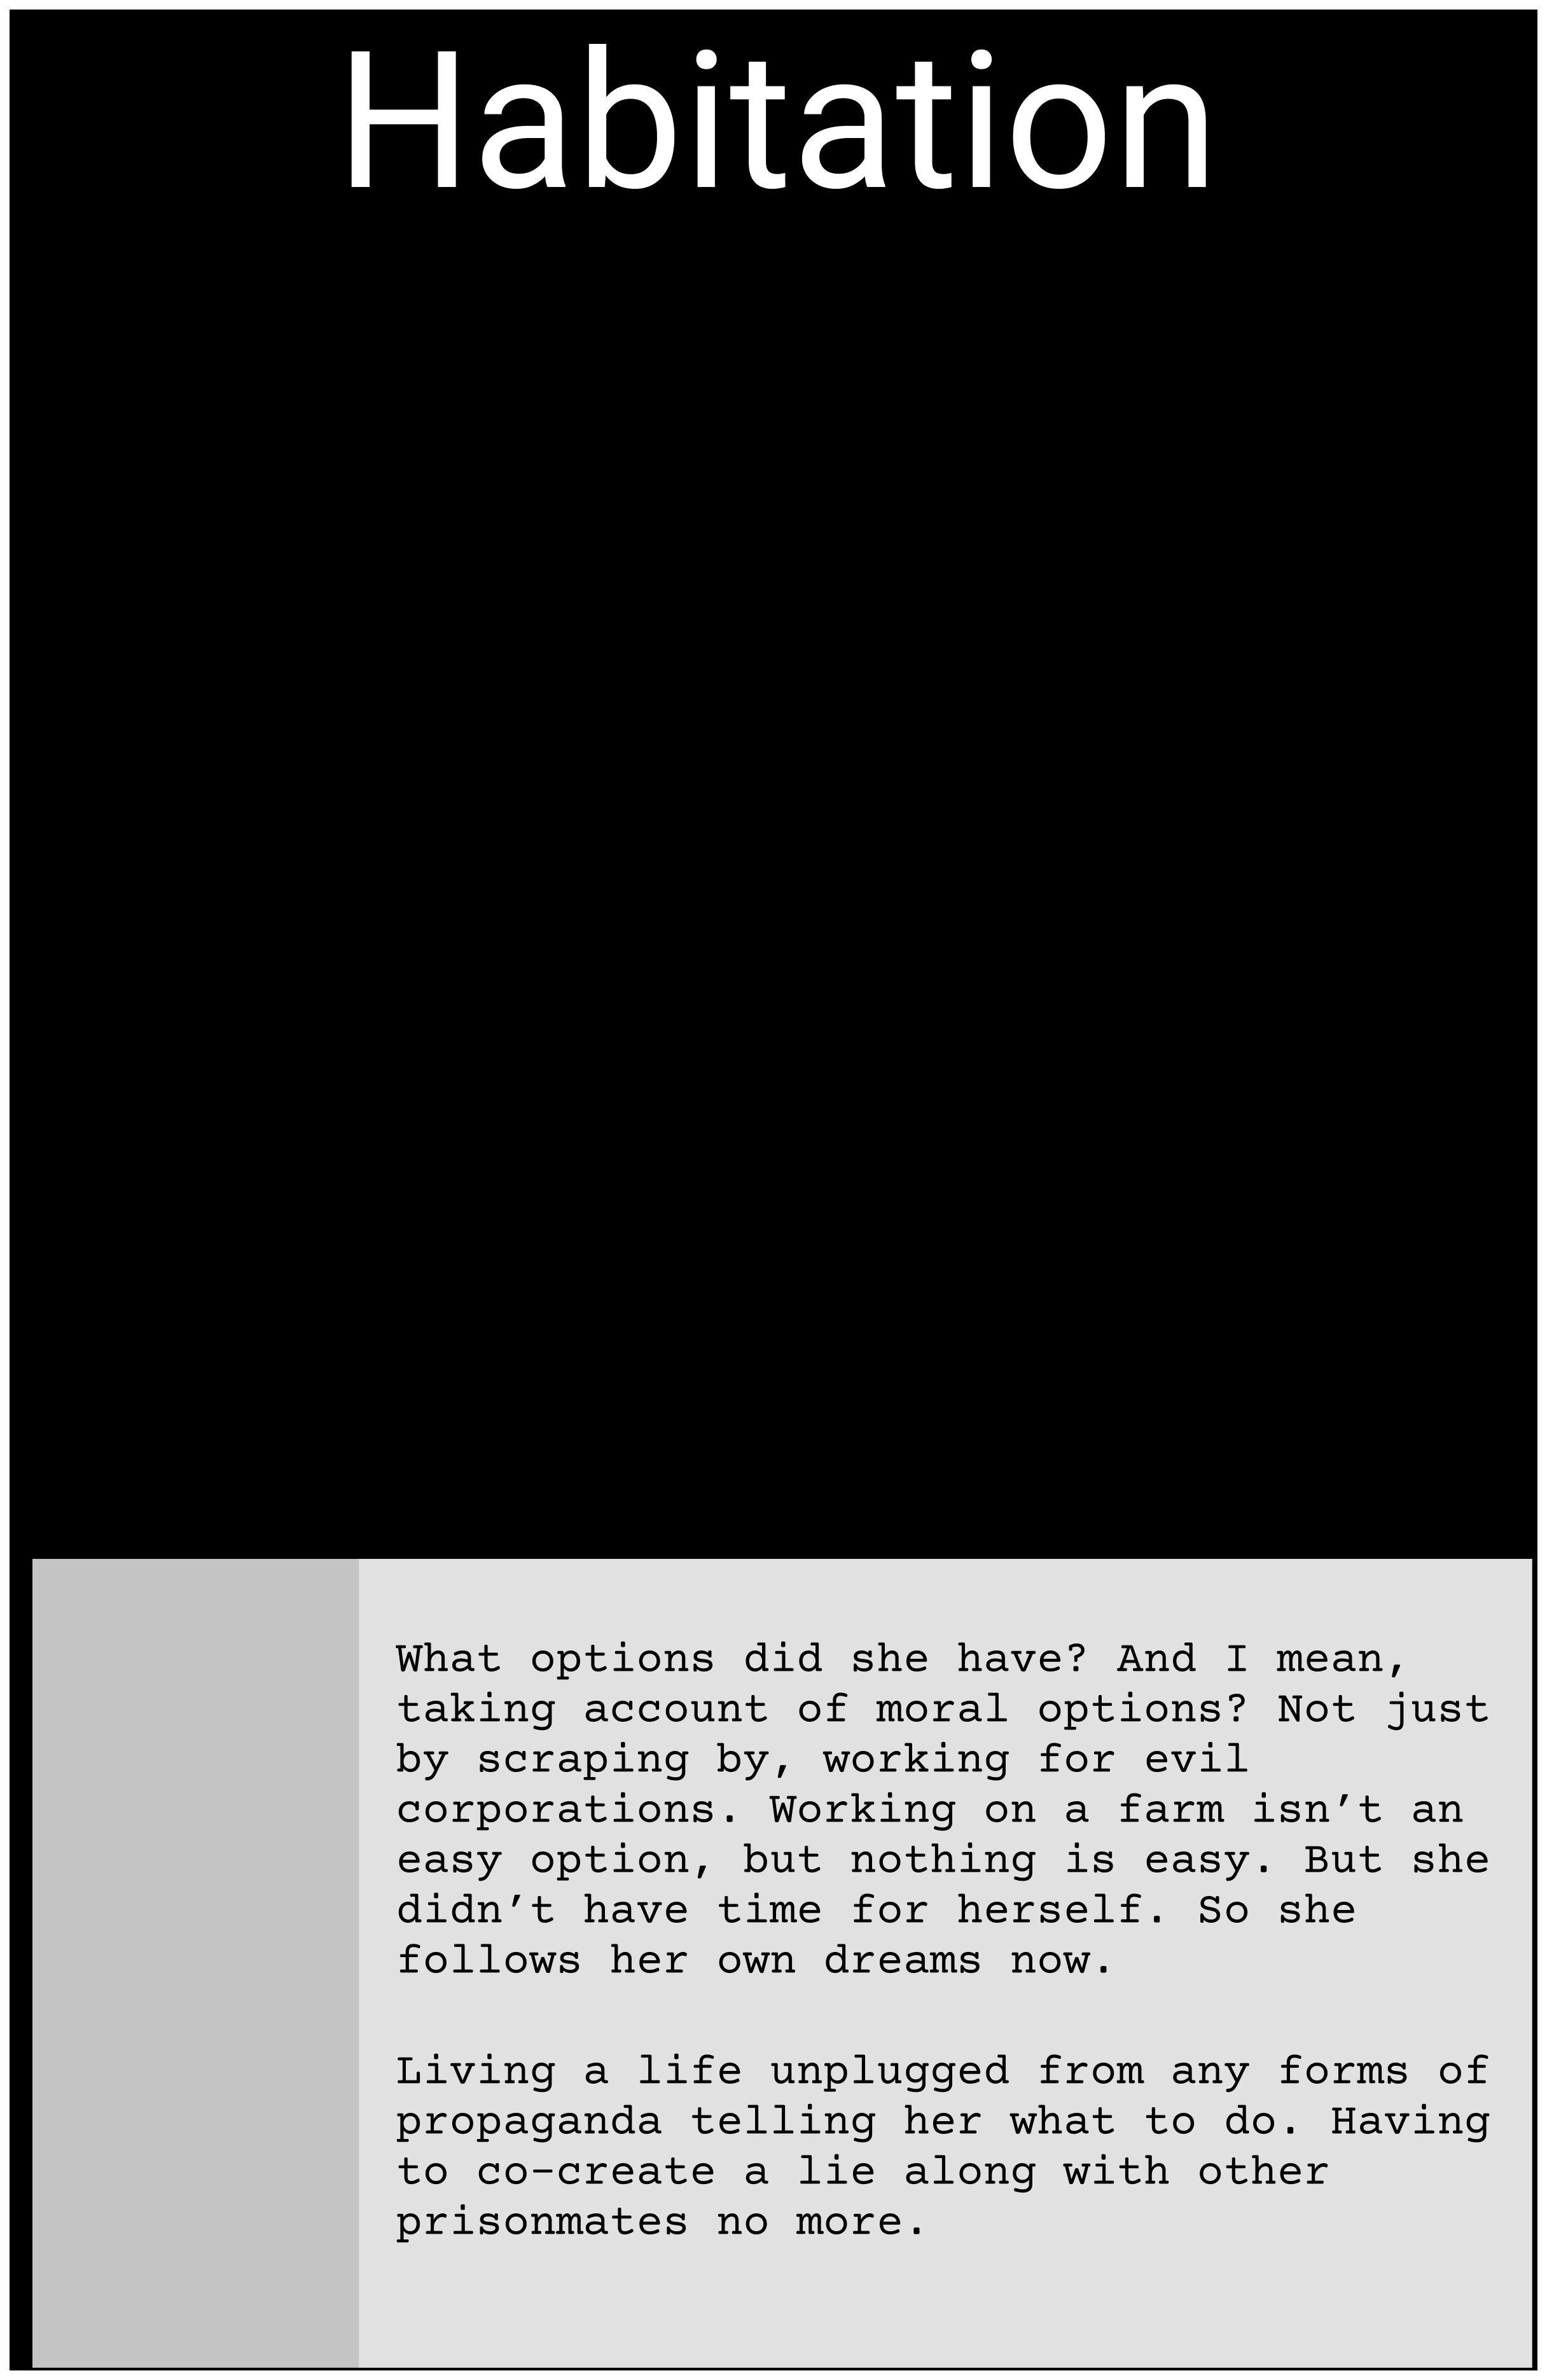 Habitation
What options did she have? And I mean,
taking account of moral options? Not just
by scraping by, working for evil
corporations. Working on a farm isn’t an
easy option, but nothing is easy. But she
didn’t have time for herself. So she
follows her own dreams now.
Living a life unplugged from any forms of
propaganda telling her what to do. Having
to co-create a lie along with other
prisonmates no more.